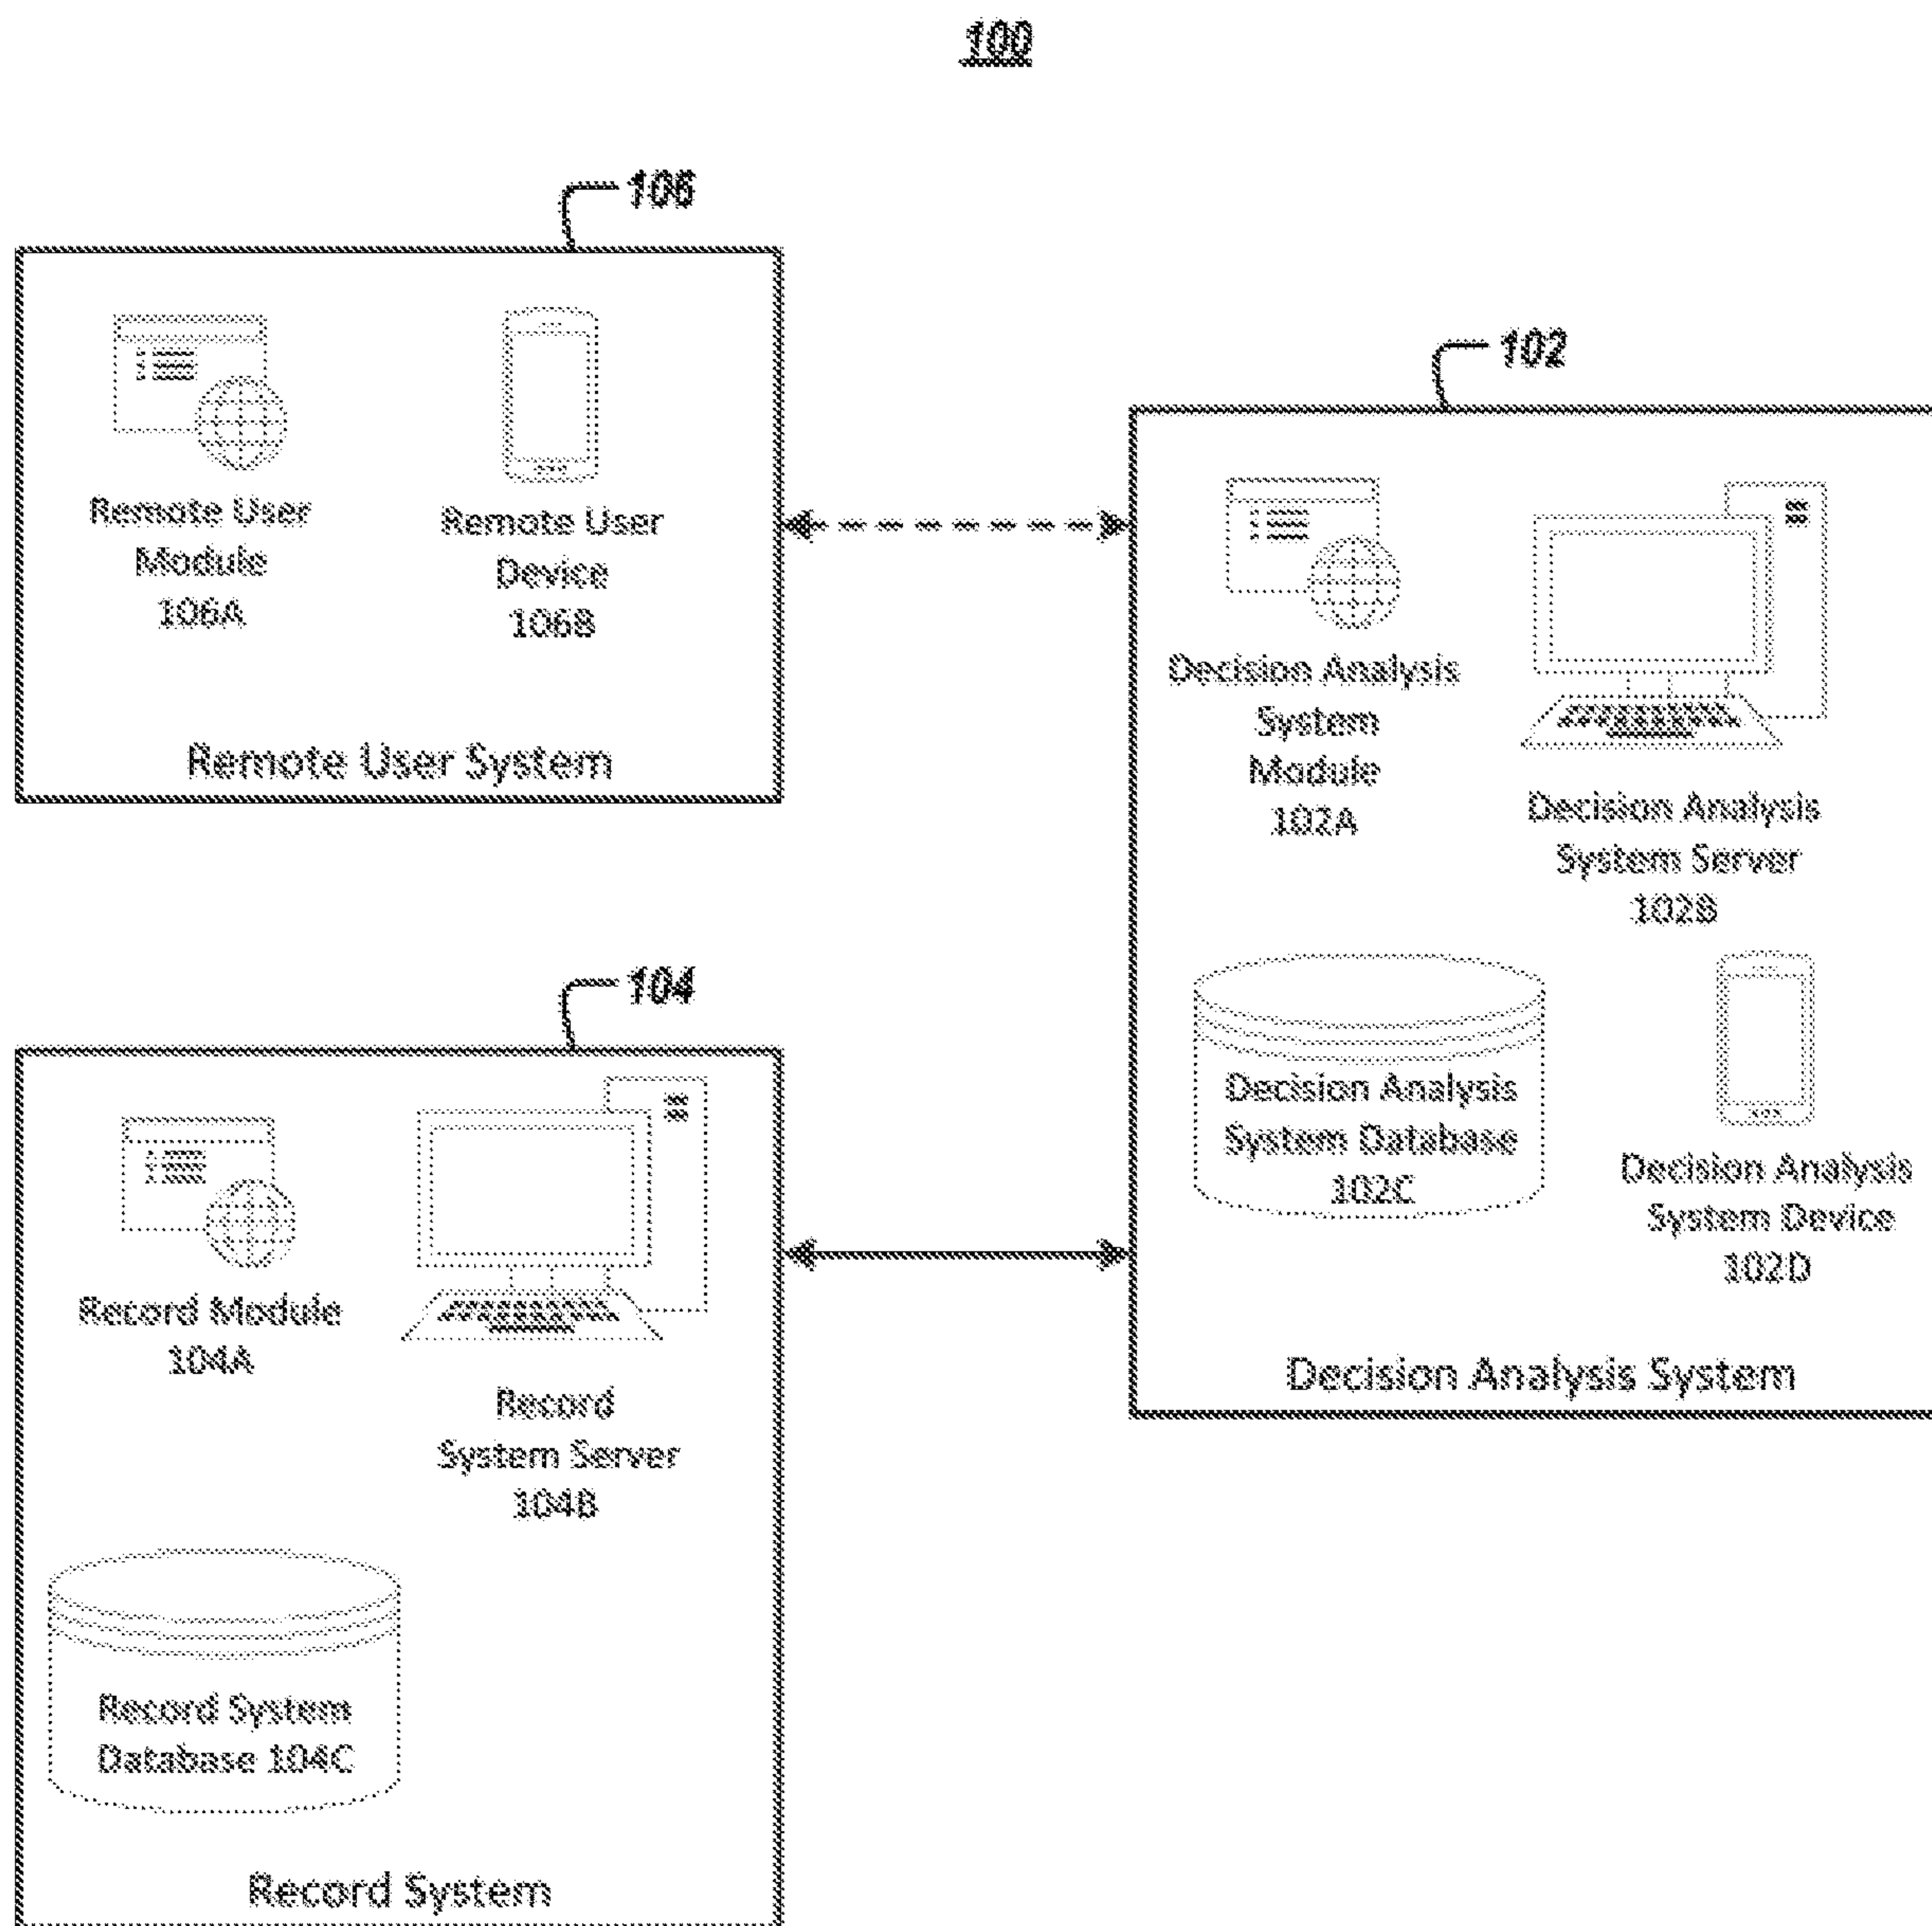 100
106
Remote User
Module
106A
Remote User
Device
106B
Remote User System
102
Decision Analysis
System
Module
102A
Decision Analysis
System Server
102B
Decision Analysis
System Database
102C
Decision Analysis
System Device
102D
Decision Analysis System
104
Record Module
104A
Record
System Server
104B
Record System
Database 104C
Record System